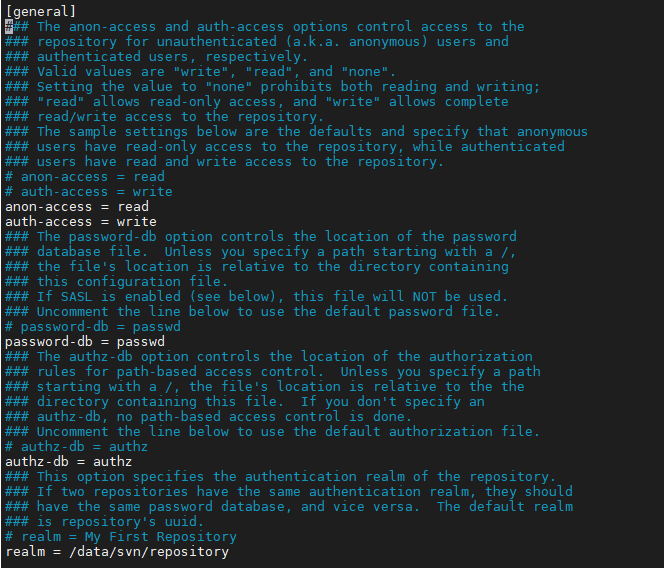 [general]
### The anon-access and auth-access options control access to the
### repository for unauthenticated (a.k.a. anonymous) users and
### authenticated users, respectively.
### Valid values are "write", "read", and "none".
### Setting the value to "none" prohibits both reading and writing;
### "read" allows read-only access, and "write" allows complete
### read/write access to the repository.
### The sample settings below are the defaults and specify that anonymous
### users have read-only access to the repository, while authenticated
### users have read and write access to the repository.
# anon-access = read
# auth-access = write
anon-access = read
auth-access = write
### The password-db option controls the location of the password
### database file.  Unless you specify a path starting with a /,
### the file's location is relative to the directory containing
### this configuration file.
### If SASL is enabled (see below), this file will NOT be used.
### Uncomment the line below to use the default password file.
# password-db = passwd
password-db = passwd
### The authz-db option controls the location of the authorization
### rules for path-based access control.  Unless you specify a path
### starting with a /, the file's location is relative to the the
### directory containing this file.  If you don't specify an
### authz-db, no path-based access control is done.
### Uncomment the line below to use the default authorization file.
# authz-db = authz
authz-db = authz
### This option specifies the authentication realm of the repository.
### If two repositories have the same authentication realm, they should
### have the same password database, and vice versa.  The default realm
### is repository's uuid.
# realm = My First Repository
realm = /data/svn/repository